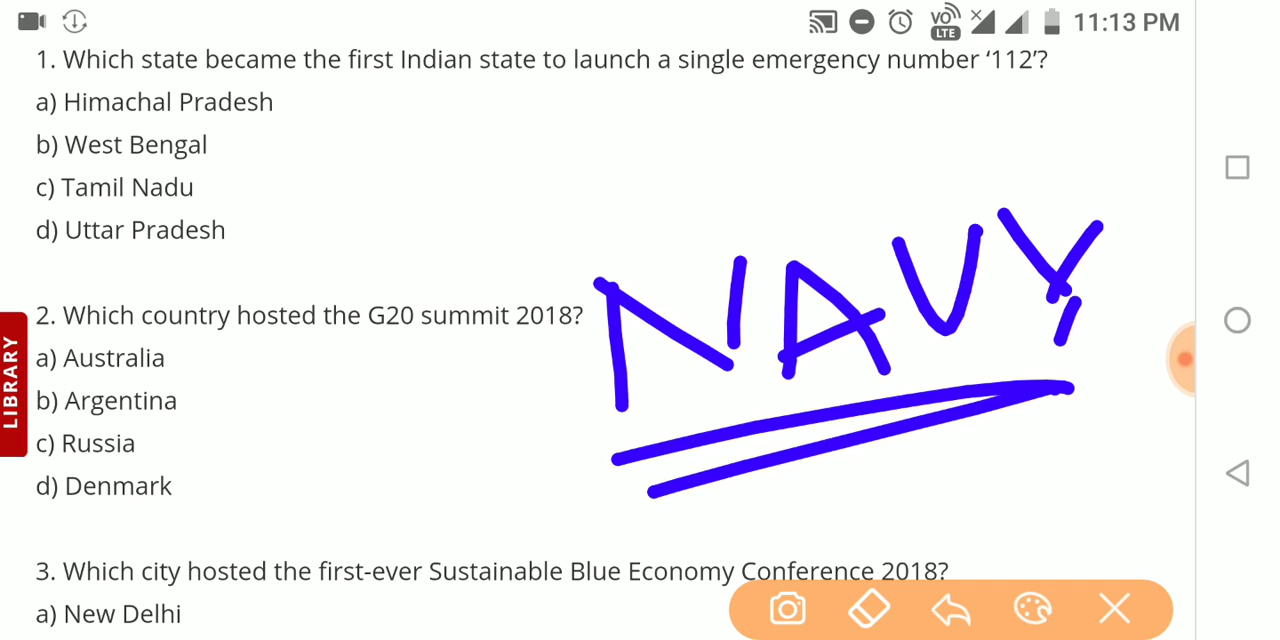 VO LTE 11:13 PM
1. Which state became the first Indian state to launch a single emergency number ‘112’?
a) Himachal Pradesh
b) West Bengal
c) Tamil Nadu
d) Uttar Pradesh
2. Which country hosted the G20 summit 2018?
a) Australia
b) Argentina
c) Russia
d) Denmark
NAVY
LIBRARY
3. Which city hosted the first-ever Sustainable Blue Economy Conference 2018?
a) New Delhi